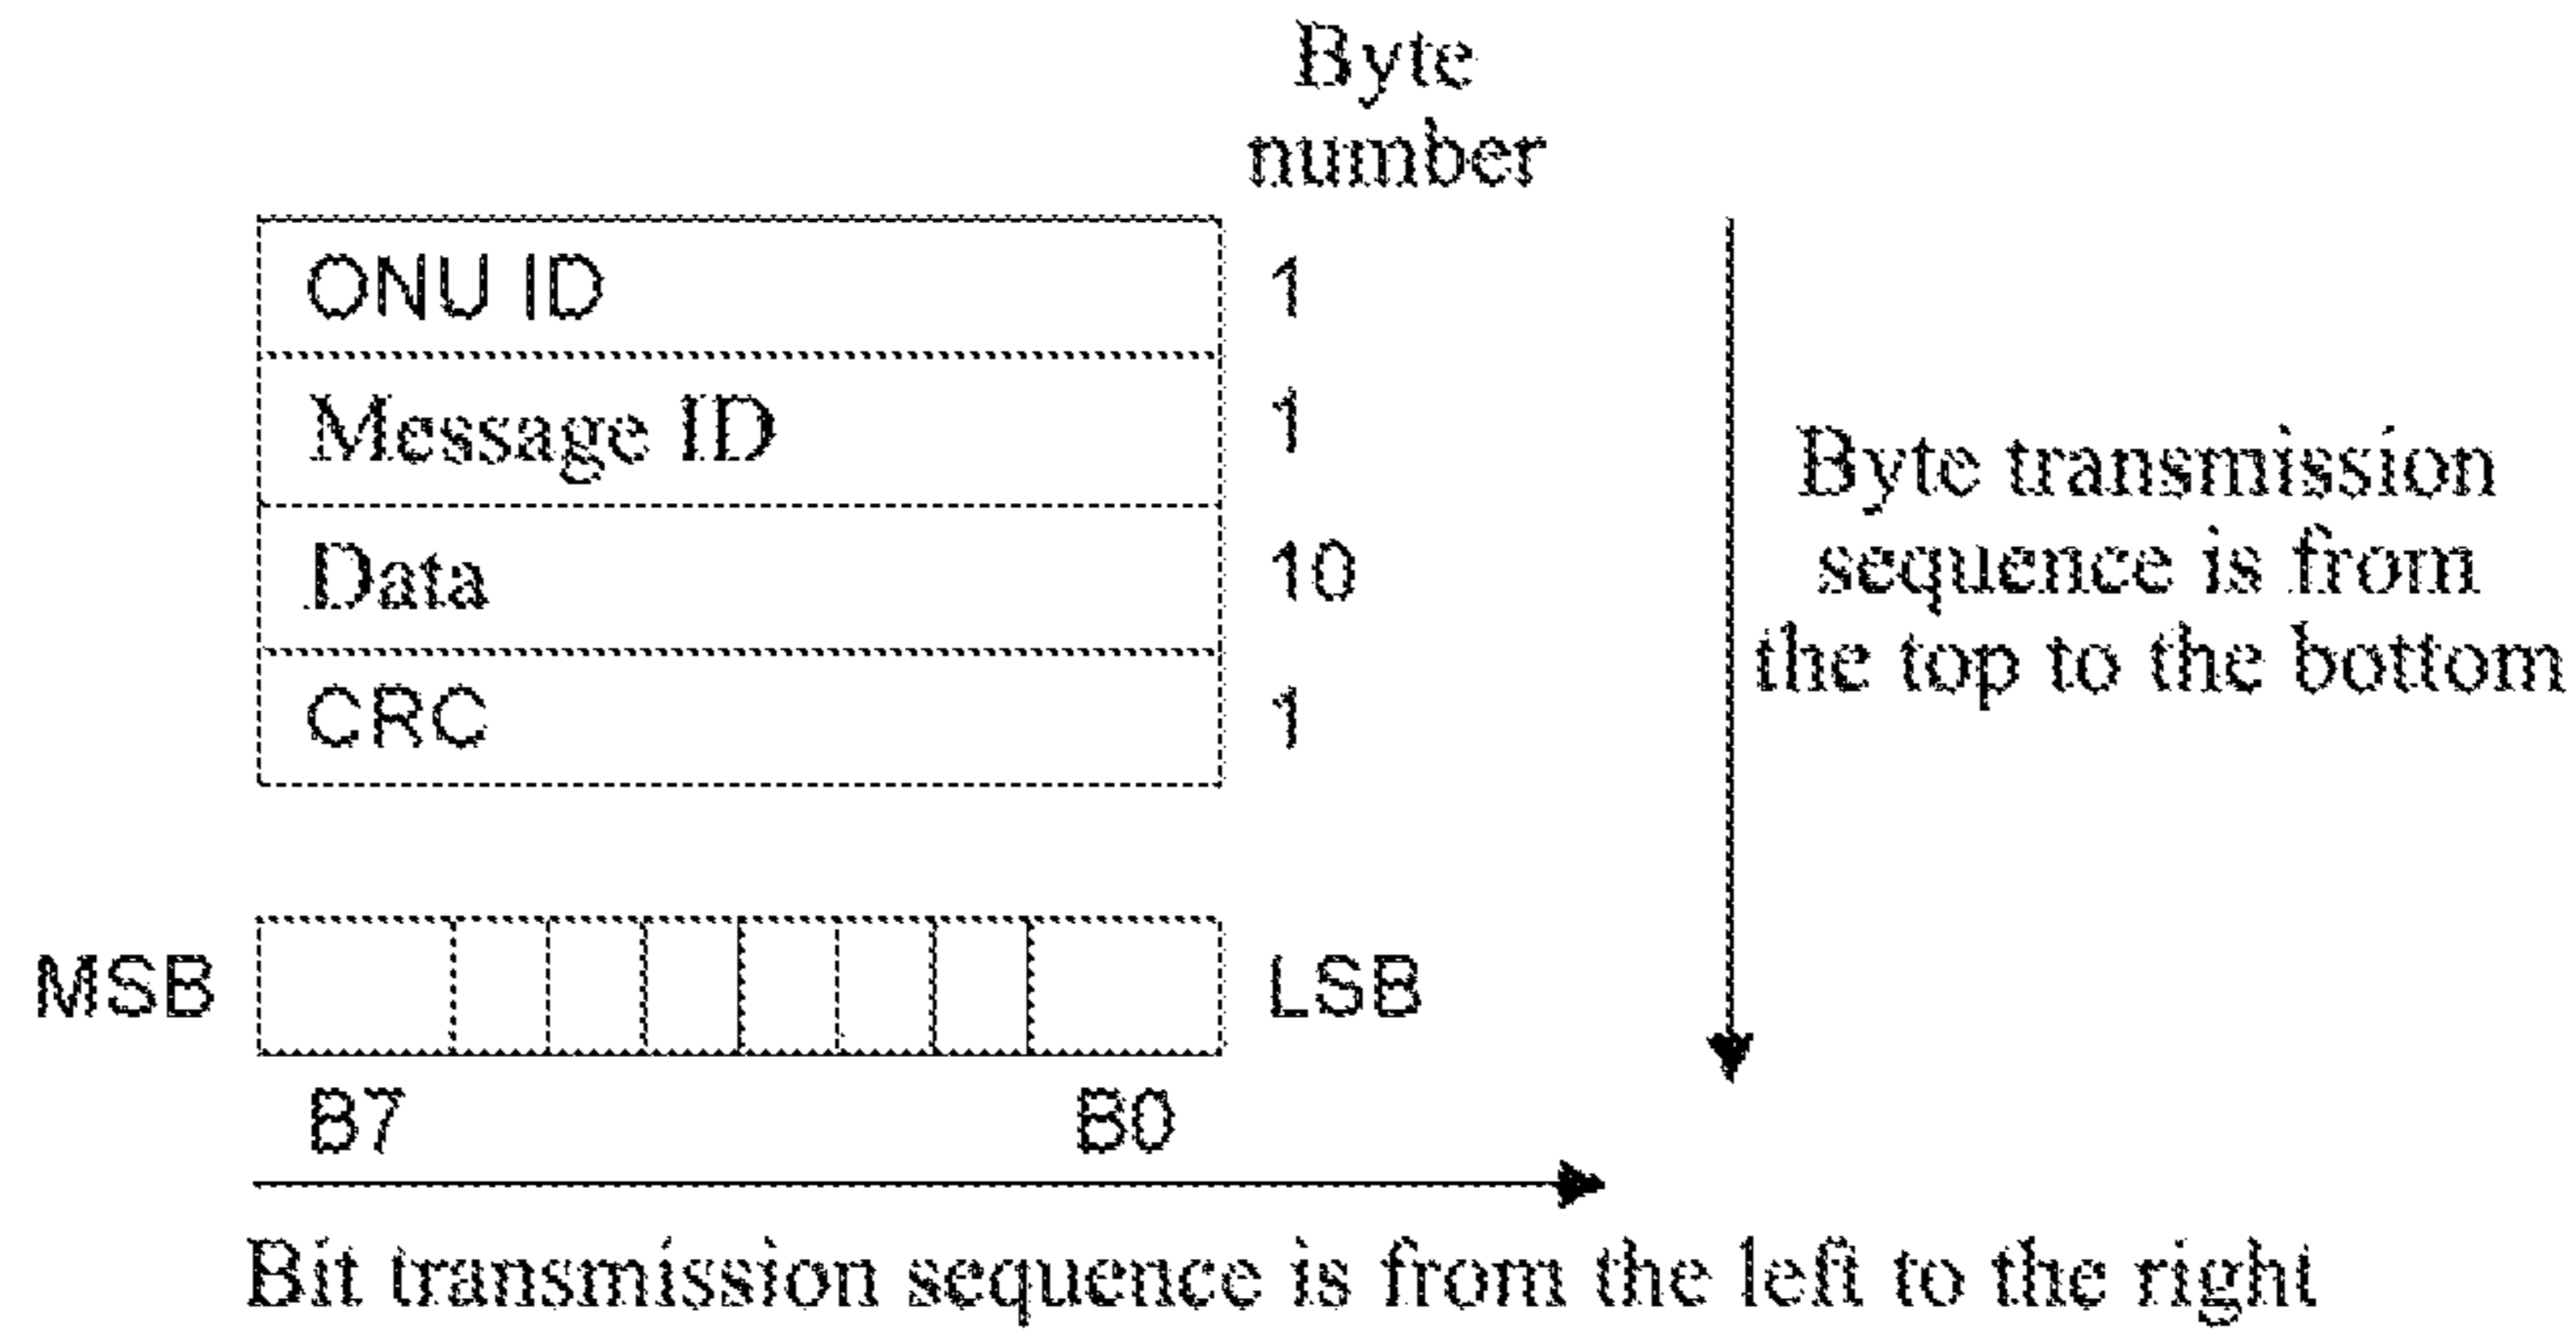 Byte
number
ONU ID 1
Message ID 1
Data 10
CRC 1
Byte transmission
sequence is from
the top to the bottom
MSB LSB
B7 B0
Bit transmission sequence is from the left to the right